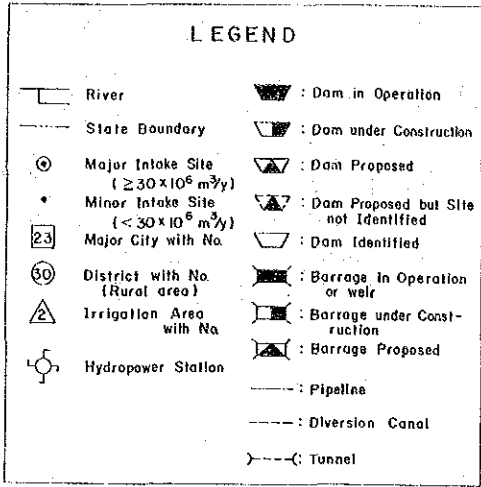 LEGEND
River
State Boundary
Major Intake Site
( ≥ 30 × 10⁶ m³/y)
Minor Intake Site
( < 30 × 10⁶ m³/y)
23 Major City with No.
30 District with No.
(Rural area)
2 Irrigation Area
with No.
Hydropower Station
: Dam in Operation
: Dam under Construction
: Dam Proposed
: Dam Proposed but Site
not Identified
: Dam Identified
: Barrage in Operation
or weir
: Barrage under Const-
ruction
: Barrage Proposed
: Pipeline
: Diversion Canal
: Tunnel